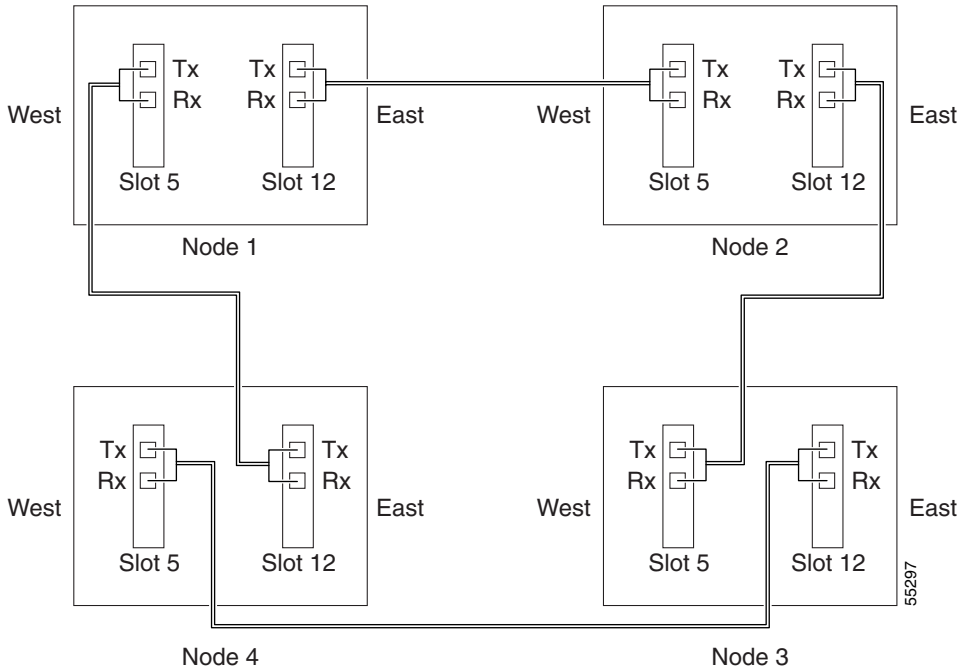 Tx Tx Tx Tx
Rx Rx Rx Rx
West East West East
Slot 5 Slot 12 Slot 5 Slot 12
Node 1 Node 2
Tx Tx Tx Tx
Rx Rx Rx Rx
West East West East
Slot 5 Slot 12 Slot 5 Slot 12
55297
Node 4 Node 3